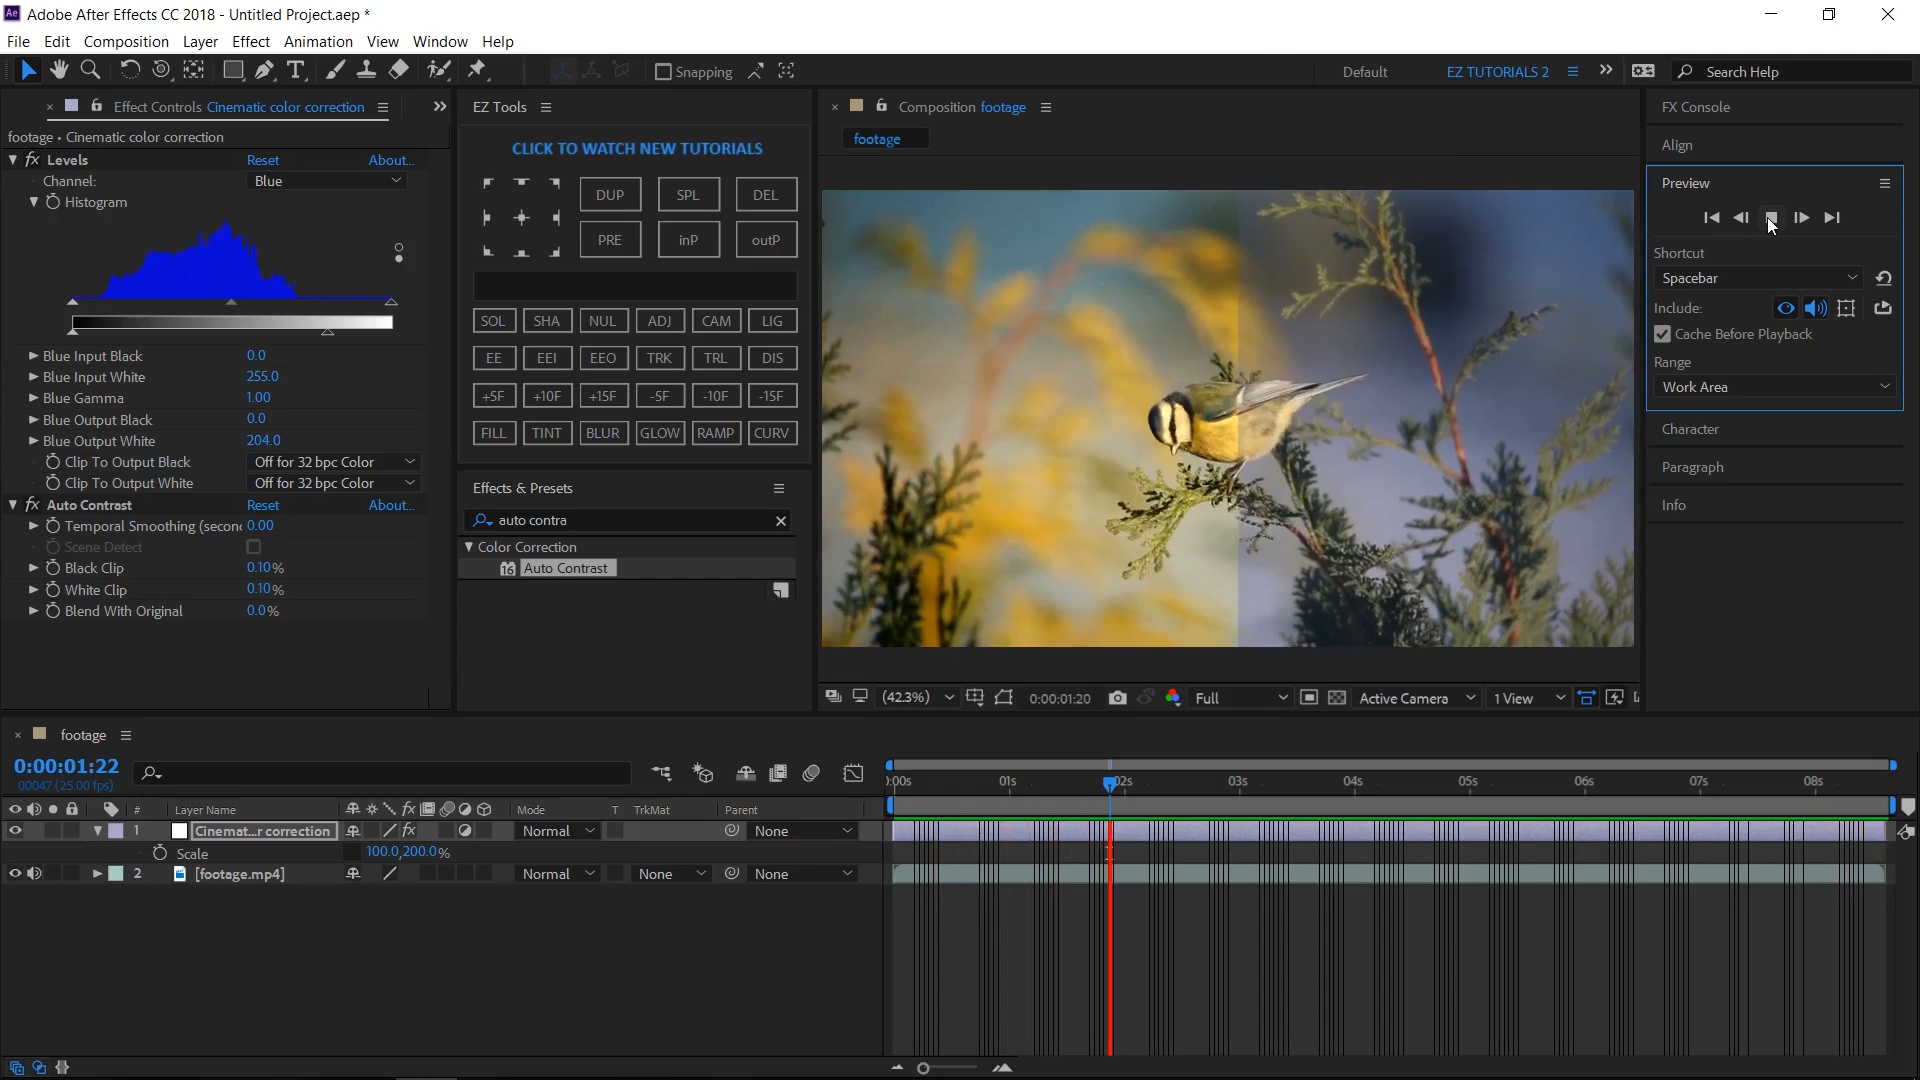 Ae Adobe After Effects CC 2018 - Untitled Project.aep *
File Edit Composition Layer Effect Animation View Window Help
Snapping Default EZ TUTORIALS 2 Search Help
Effect Controls Cinematic color correction
footage • Cinematic color correction
fx Levels Reset About...
Channel: Blue
Histogram
Blue Input Black 0.0
Blue Input White 255.0
Blue Gamma 1.00
Blue Output Black 0.0
Blue Output White 204.0
Clip To Output Black Off for 32 bpc Color
Clip To Output White Off for 32 bpc Color
fx Auto Contrast Reset About...
Temporal Smoothing (secon 0.00
Scene Detect
Black Clip 0.10%
White Clip 0.10%
Blend With Original 0.0%
EZ Tools
CLICK TO WATCH NEW TUTORIALS
DUP SPL DEL
PRE inP outP
SOL SHA NUL ADJ CAM LIG
EE EEI EEO TRK TRL DIS
+5F +10F +15F -5F -10F -15F
FILL TINT BLUR GLOW RAMP CURV
Effects & Presets
auto contra
Color Correction
16 Auto Contrast
Composition footage
footage
(42.3%) 0:00:01:20 Full Active Camera 1 View
FX Console
Align
Preview
Shortcut
Spacebar
Include:
Cache Before Playback
Range
Work Area
Character
Paragraph
Info
footage
0:00:01:22
00047 (25.00 fps)
# Layer Name fx Mode T TrkMat Parent
1 Cinemat...r correction fx Normal None
Scale 100.0,200.0%
2 [footage.mp4] Normal None None
):00s 01s 02s 03s 04s 05s 06s 07s 08s